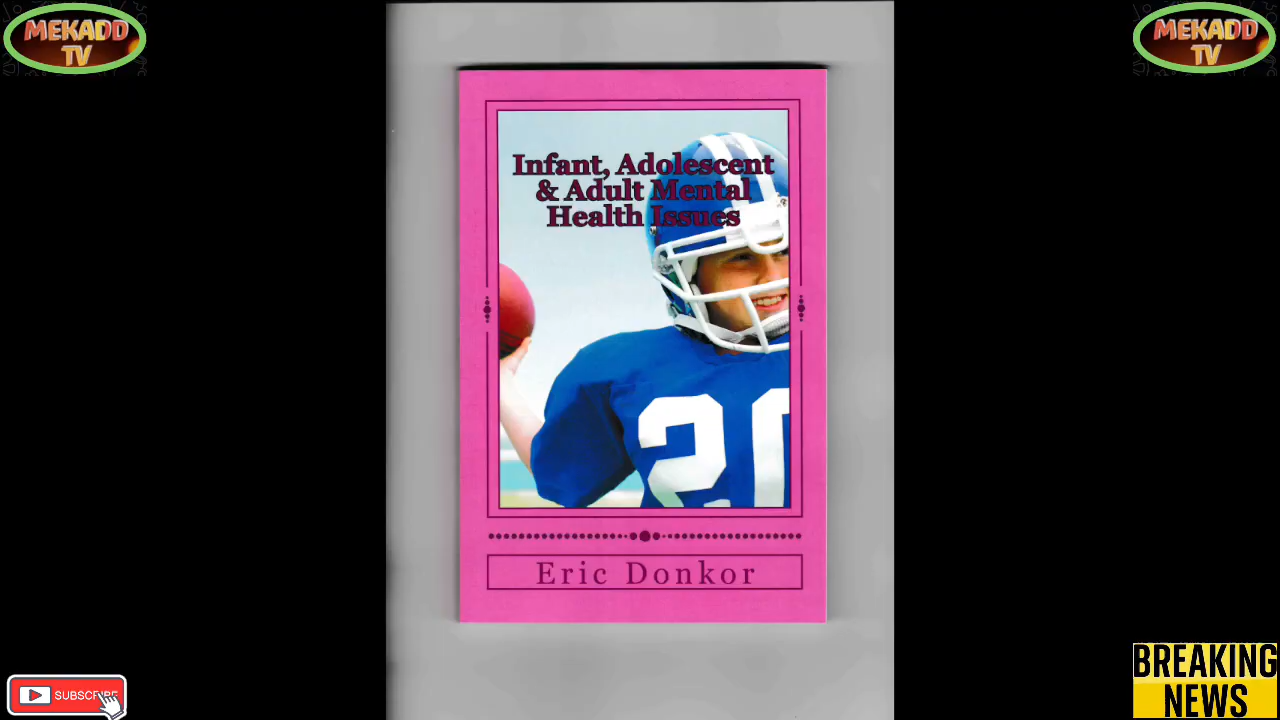 MEKADD
TV
MEKADD
TV
Infant, Adolescent
& Adult Mental
Health Issues
20
Eric Donkor
SUBSCRIBE
BREAKING
NEWS